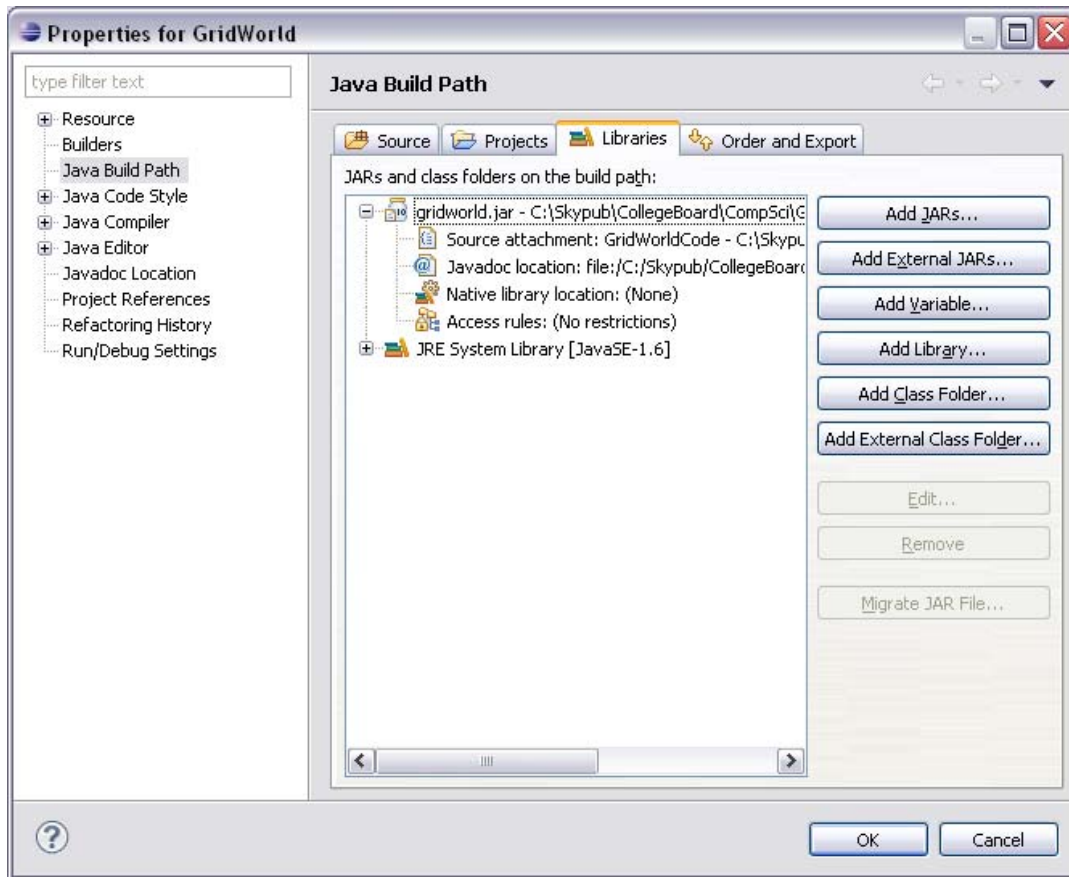 Properties for GridWorld
type filter text
Resource
Builders
Java Build Path
Java Code Style
Java Compiler
Java Editor
Javadoc Location
Project References
Refactoring History
Run/Debug Settings
Java Build Path
Source Projects Libraries Order and Export
JARs and class folders on the build path:
gridworld.jar - C:\Skypub\CollegeBoard\CompSci\G
Source attachment: GridWorldCode - C:\Skypu
Javadoc location: file:/C:/Skypub/CollegeBoard
Native library location: (None)
Access rules: (No restrictions)
JRE System Library [JavaSE-1.6]
Add JARs...
Add External JARs...
Add Variable...
Add Library...
Add Class Folder...
Add External Class Folder...
Edit...
Remove
Migrate JAR File...
OK Cancel